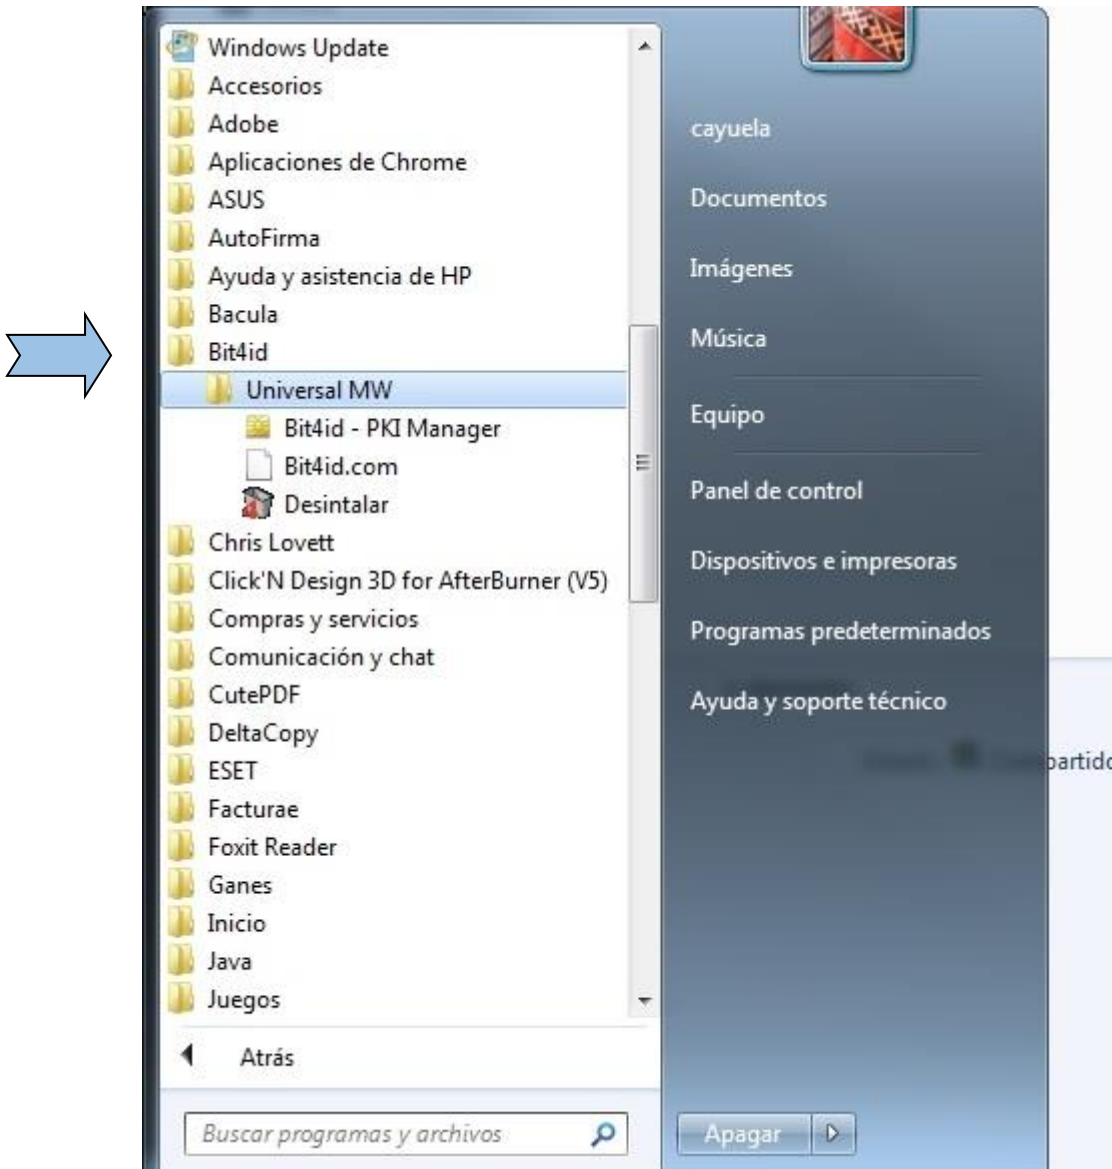 Windows Update
Accesorios
Adobe
Aplicaciones de Chrome
ASUS
AutoFirma
Ayuda y asistencia de HP
Bacula
Bit4id
Universal MW
Bit4id - PKI Manager
Bit4id.com
Desintalar
Chris Lovett
Click'N Design 3D for AfterBurner (V5)
Compras y servicios
Comunicación y chat
CutePDF
DeltaCopy
ESET
Facturae
Foxit Reader
Ganes
Inicio
Java
Juegos
Atrás
Buscar programas y archivos
cayuela
Documentos
Imágenes
Música
Equipo
Panel de control
Dispositivos e impresoras
Programas predeterminados
Ayuda y soporte técnico
Apagar